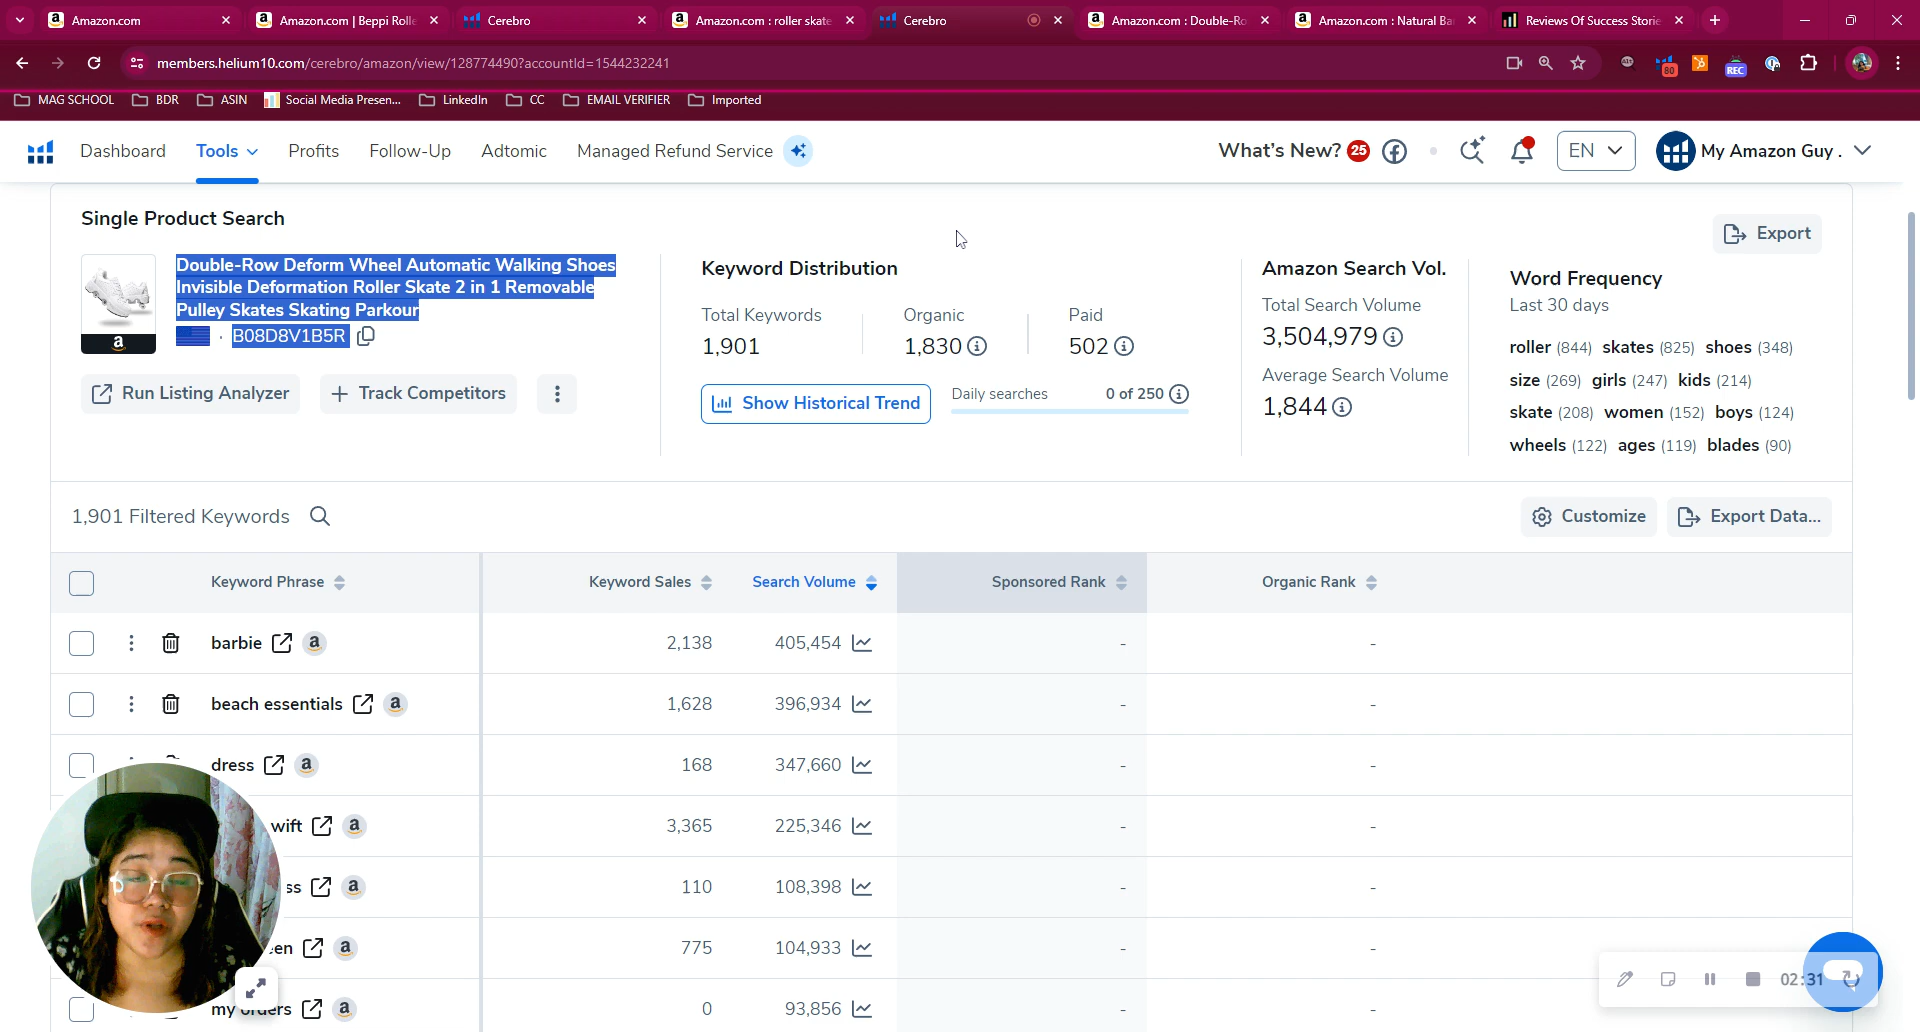 Amazon.com
Amazon.com | Beppi Rolle
Cerebro
Amazon.com : roller skate
Cerebro
Amazon.com : Double-Ro
Amazon.com : Natural Ba
Reviews Of Success Storie
members.helium10.com/cerebro/amazon/view/128774490?accountId=1544232241
80
REC
MAG SCHOOL
BDR
ASIN
Social Media Presen...
LinkedIn
CC
EMAIL VERIFIER
Imported
Dashboard
Tools
Profits
Follow-Up
Adtomic
Managed Refund Service
What's New? 25
EN
My Amazon Guy .
Single Product Search
Export
Double-Row Deform Wheel Automatic Walking Shoes
Invisible Deformation Roller Skate 2 in 1 Removable
Pulley Skates Skating Parkour
· B08D8V1B5R
Run Listing Analyzer
+ Track Competitors
Keyword Distribution
Total Keywords
1,901
Organic
1,830
Paid
502
Show Historical Trend
Daily searches
0 of 250
Amazon Search Vol.
Total Search Volume
3,504,979
Average Search Volume
1,844
Word Frequency
Last 30 days
roller (844) skates (825) shoes (348)
size (269) girls (247) kids (214)
skate (208) women (152) boys (124)
wheels (122) ages (119) blades (90)
1,901 Filtered Keywords
Customize
Export Data...
Keyword Phrase
Keyword Sales
Search Volume
Sponsored Rank
Organic Rank
barbie 2,138 405,454 - -
beach essentials 1,628 396,934 - -
dress 168 347,660 - -
wift 3,365 225,346 - -
ss 110 108,398 - -
en 775 104,933 - -
my orders 0 93,856 - -
02:31